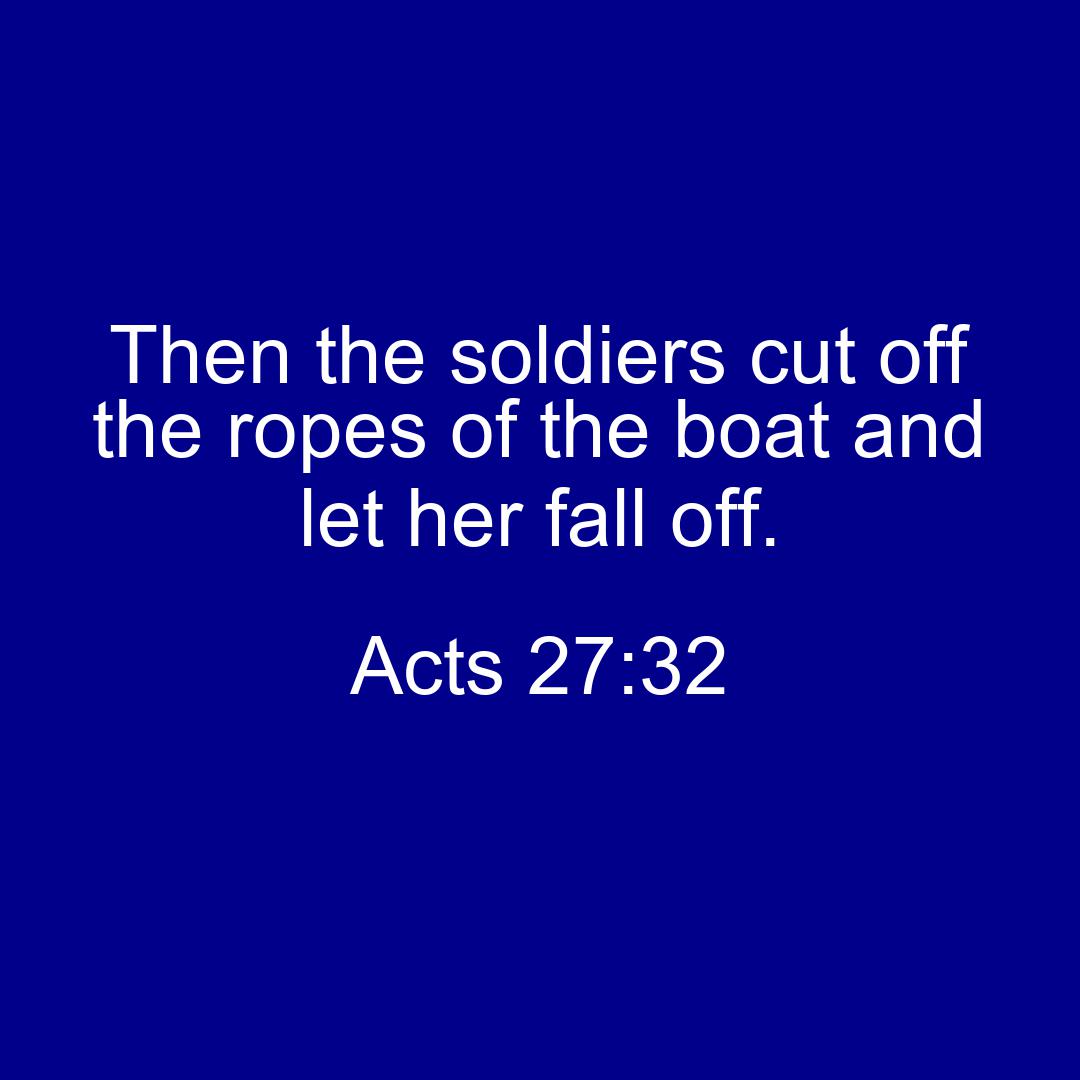 Then the soldiers cut off
the ropes of the boat and
let her fall off.
Acts 27:32